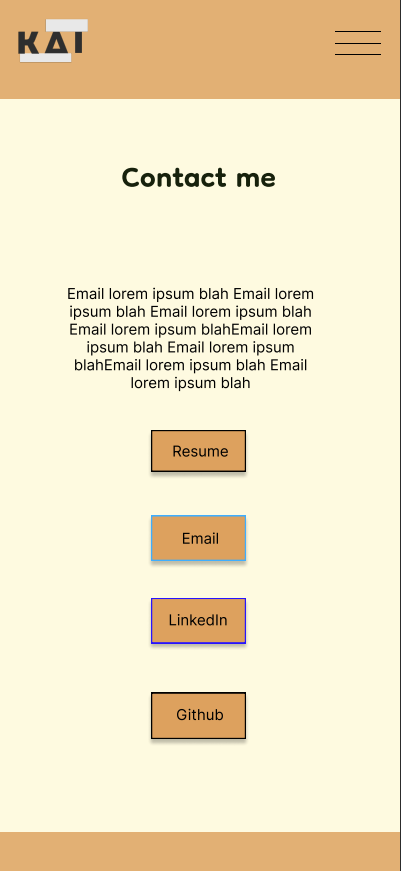 KAT
Contact me
Email lorem ipsum blah Email lorem
ipsum blah Email lorem ipsum blah
Email lorem ipsum blahEmail lorem
ipsum blah Email lorem ipsum
blahEmail lorem ipsum blah Email
lorem ipsum blah
Resume
Email
LinkedIn
Github